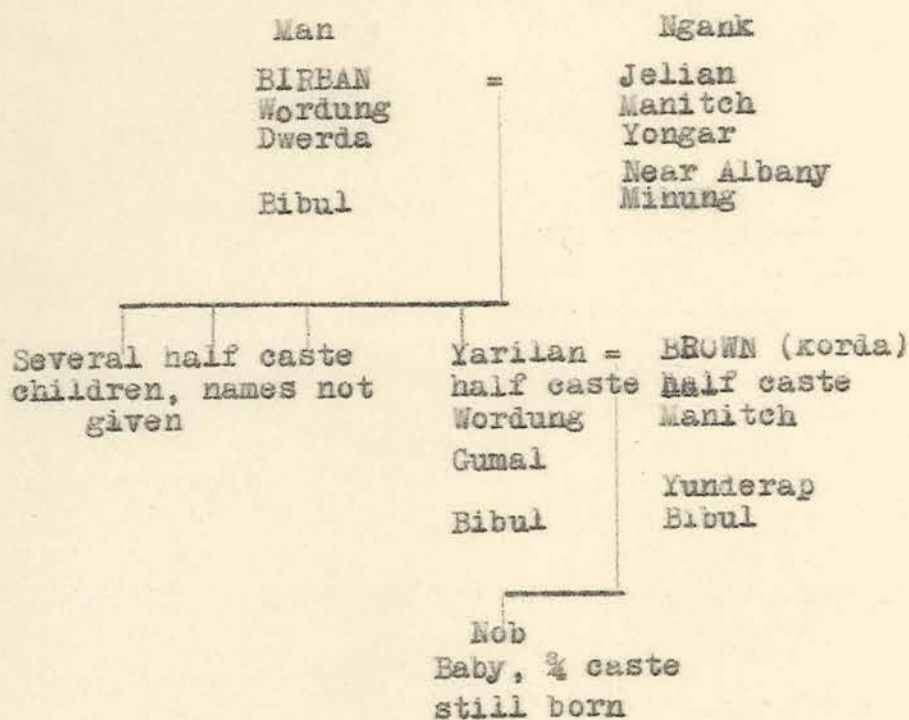 Man Ngank
BIRBAN = Jelian
Wordung Manitch
Dwerda Yongar
Near Albany
Bibul Minung
Several half caste Yarilan = BROWN (Korda)
children, names not half caste half caste
given Wordung Manitch
Gumal
Yunderap
Bibul Bibul
Nob
Baby, ¾ caste
still born